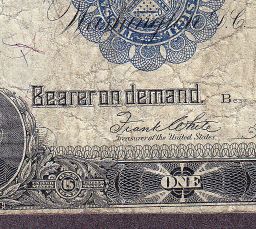 Washington, D.C.
Bearer on demand
Frank White
Treasurer of the United States.
ONE